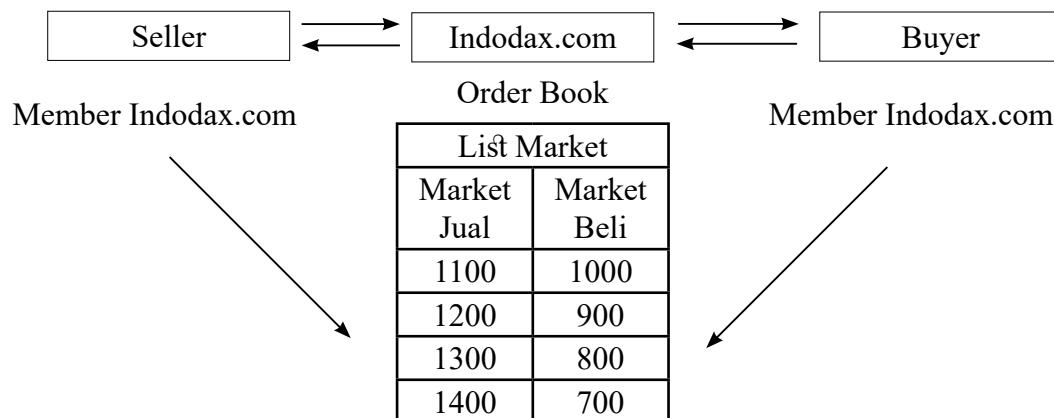 Seller Indodax.com Buyer
Order Book
Member Indodax.com Member Indodax.com
List Market
Market Jual Market Beli
1100 1000
1200 900
1300 800
1400 700